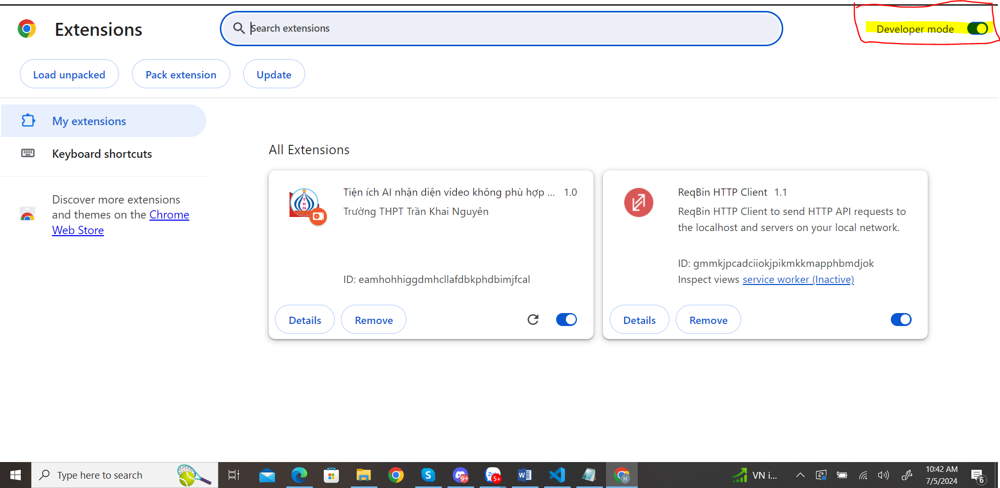 Extensions
Search extensions
Developer mode
Load unpacked
Pack extension
Update
My extensions
Keyboard shortcuts
Discover more extensions
and themes on the Chrome
Web Store
All Extensions
Tiện ích AI nhận diện video không phù hợp ... 1.0
Trường THPT Trần Khai Nguyên
ID: eamhohhiggdmhcllafdbkphdbimjfcal
Details
Remove
ReqBin HTTP Client 1.1
ReqBin HTTP Client to send HTTP API requests to
the localhost and servers on your local network.
ID: gmmkjpcadciiokjpikmkkmapphbmdjok
Inspect views service worker (Inactive)
Details
Remove
Type here to search
9+
5+
VN i...
10:42 AM
7/5/2024
6